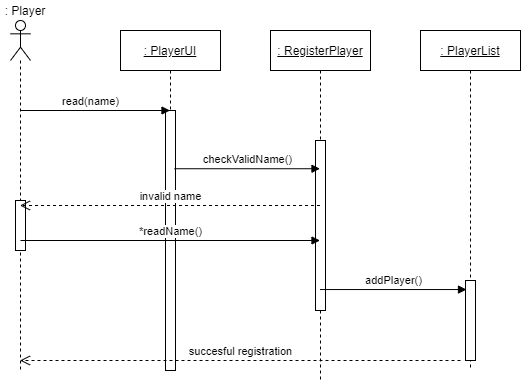 : Player
: PlayerUI
: RegisterPlayer
: PlayerList
read(name)
checkValidName()
invalid name
*readName()
addPlayer()
succesful registration